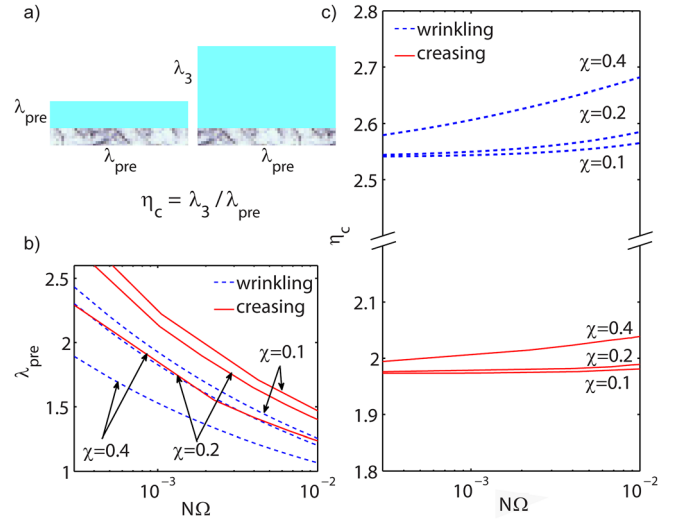 a)
λ3
λpre
λpre
λpre
ηc = λ3 / λpre
b)
2.5
2
1.5
1
λpre
wrinkling
creasing
χ=0.1
χ=0.4
χ=0.2
10⁻³
10⁻²
NΩ
c)
2.8
2.7
2.6
2.5
ηc
2.1
2
1.9
1.8
wrinkling
creasing
χ=0.4
χ=0.2
χ=0.1
χ=0.4
χ=0.2
χ=0.1
10⁻³
10⁻²
NΩ